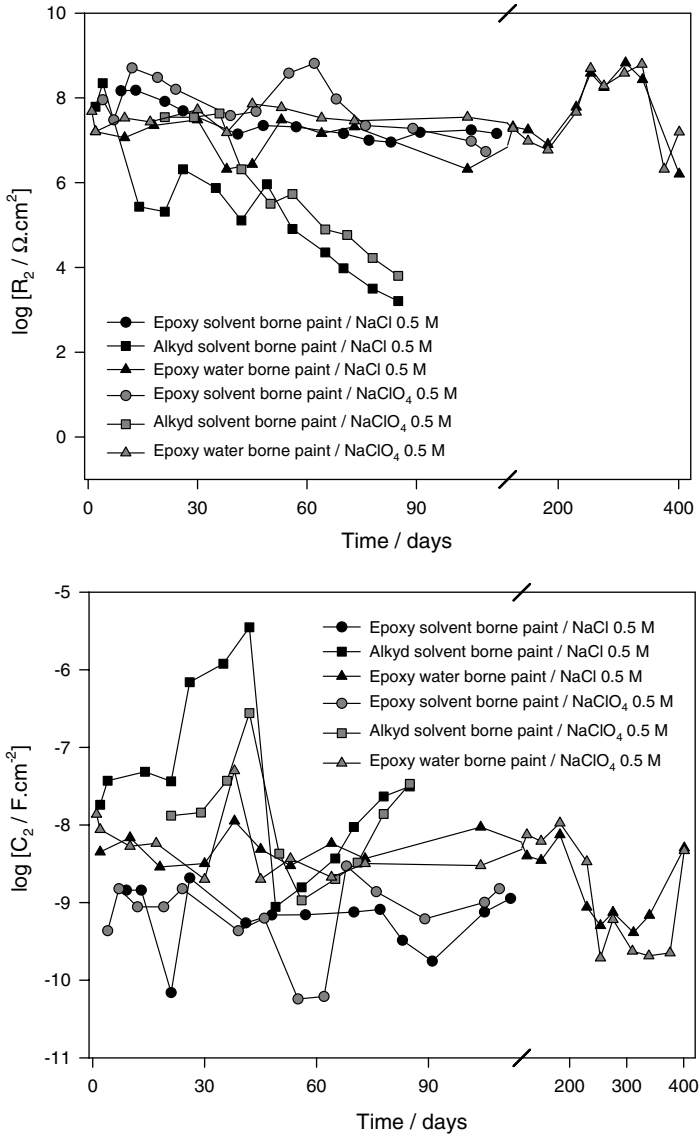 10
8
6
4
2
0
log [R₂ / Ω.cm²]
Epoxy solvent borne paint / NaCl 0.5 M
Alkyd solvent borne paint / NaCl 0.5 M
Epoxy water borne paint / NaCl 0.5 M
Epoxy solvent borne paint / NaClO₄ 0.5 M
Alkyd solvent borne paint / NaClO₄ 0.5 M
Epoxy water borne paint / NaClO₄ 0.5 M
0 30 60 90 200 300 400
Time / days
-5
-6
-7
-8
-9
-10
-11
log [C₂ / F.cm⁻²]
Epoxy solvent borne paint / NaCl 0.5 M
Alkyd solvent borne paint / NaCl 0.5 M
Epoxy water borne paint / NaCl 0.5 M
Epoxy solvent borne paint / NaClO₄ 0.5 M
Alkyd solvent borne paint / NaClO₄ 0.5 M
Epoxy water borne paint / NaClO₄ 0.5 M
0 30 60 90 200 300 400
Time / days